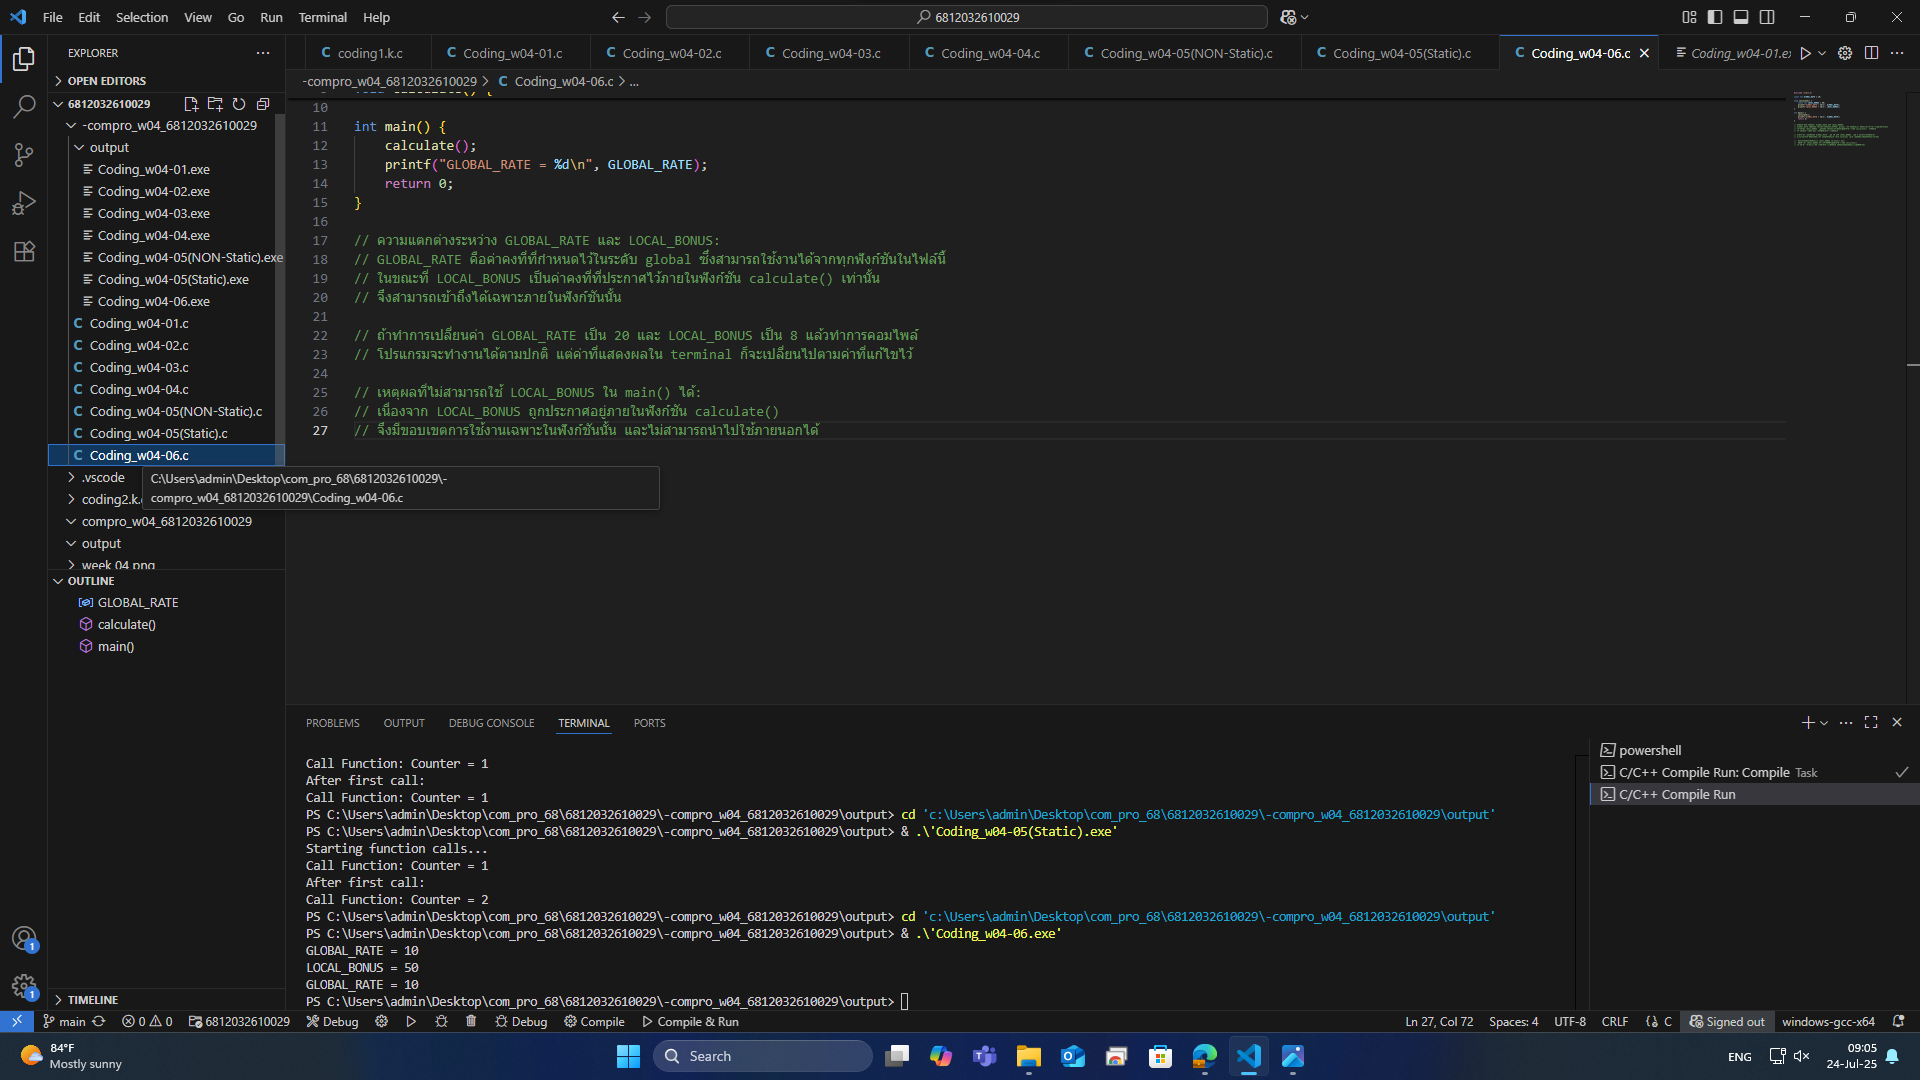 File Edit Selection View Go Run Terminal Help
6812032610029
EXPLORER
coding1.k.c
Coding_w04-01.c
Coding_w04-02.c
Coding_w04-03.c
Coding_w04-04.c
Coding_w04-05(NON-Static).c
Coding_w04-05(Static).c
Coding_w04-06.c
Coding_w04-01.e
OPEN EDITORS
6812032610029
-compro_w04_6812032610029
output
Coding_w04-01.exe
Coding_w04-02.exe
Coding_w04-03.exe
Coding_w04-04.exe
Coding_w04-05(NON-Static).exe
Coding_w04-05(Static).exe
Coding_w04-06.exe
Coding_w04-01.c
Coding_w04-02.c
Coding_w04-03.c
Coding_w04-04.c
Coding_w04-05(NON-Static).c
Coding_w04-05(Static).c
Coding_w04-06.c
.vscode
coding2.k.
C:\Users\admin\Desktop\com_pro_68\6812032610029\-
compro_w04_6812032610029\Coding_w04-06.c
compro_w04_6812032610029
output
week 04 png
OUTLINE
GLOBAL_RATE
calculate()
main()
TIMELINE
-compro_w04_6812032610029 > C Coding_w04-06.c > ...
10
11 int main() {
12 calculate();
13 printf("GLOBAL_RATE = %d\n", GLOBAL_RATE);
14 return 0;
15 }
16
17 // ความแตกต่างระหว่าง GLOBAL_RATE และ LOCAL_BONUS:
18 // GLOBAL_RATE คือค่าคงที่ที่กำหนดไว้ในระดับ global ซึ่งสามารถใช้งานได้จากทุกฟังก์ชันในไฟล์นี้
19 // ในขณะที่ LOCAL_BONUS เป็นค่าคงที่ที่ประกาศไว้ภายในฟังก์ชัน calculate() เท่านั้น
20 // จึงสามารถเข้าถึงได้เฉพาะภายในฟังก์ชันนั้น
21
22 // ถ้าทำการเปลี่ยนค่า GLOBAL_RATE เป็น 20 และ LOCAL_BONUS เป็น 8 แล้วทำการคอมไพล์
23 // โปรแกรมจะทำงานได้ตามปกติ แต่ค่าที่แสดงผลใน terminal ก็จะเปลี่ยนไปตามค่าที่แก้ไขไว้
24
25 // เหตุผลที่ไม่สามารถใช้ LOCAL_BONUS ใน main() ได้:
26 // เนื่องจาก LOCAL_BONUS ถูกประกาศอยู่ภายในฟังก์ชัน calculate()
27 // จึงมีขอบเขตการใช้งานเฉพาะในฟังก์ชันนั้น และไม่สามารถนำไปใช้ภายนอกได้
PROBLEMS OUTPUT DEBUG CONSOLE TERMINAL PORTS
Call Function: Counter = 1
After first call:
Call Function: Counter = 1
PS C:\Users\admin\Desktop\com_pro_68\6812032610029\-compro_w04_6812032610029\output> cd 'c:\Users\admin\Desktop\com_pro_68\6812032610029\-compro_w04_6812032610029\output'
PS C:\Users\admin\Desktop\com_pro_68\6812032610029\-compro_w04_6812032610029\output> & .\'Coding_w04-05(Static).exe'
Starting function calls...
Call Function: Counter = 1
After first call:
Call Function: Counter = 2
PS C:\Users\admin\Desktop\com_pro_68\6812032610029\-compro_w04_6812032610029\output> cd 'c:\Users\admin\Desktop\com_pro_68\6812032610029\-compro_w04_6812032610029\output'
PS C:\Users\admin\Desktop\com_pro_68\6812032610029\-compro_w04_6812032610029\output> & .\'Coding_w04-06.exe'
GLOBAL_RATE = 10
LOCAL_BONUS = 50
GLOBAL_RATE = 10
PS C:\Users\admin\Desktop\com_pro_68\6812032610029\-compro_w04_6812032610029\output>
powershell
C/C++ Compile Run: Compile Task
C/C++ Compile Run
main 0 0 6812032610029 Debug Debug Compile Compile & Run
Ln 27, Col 72 Spaces: 4 UTF-8 CRLF C Signed out windows-gcc-x64
84°F
Mostly sunny
Search
ENG
09:05
24-Jul-25